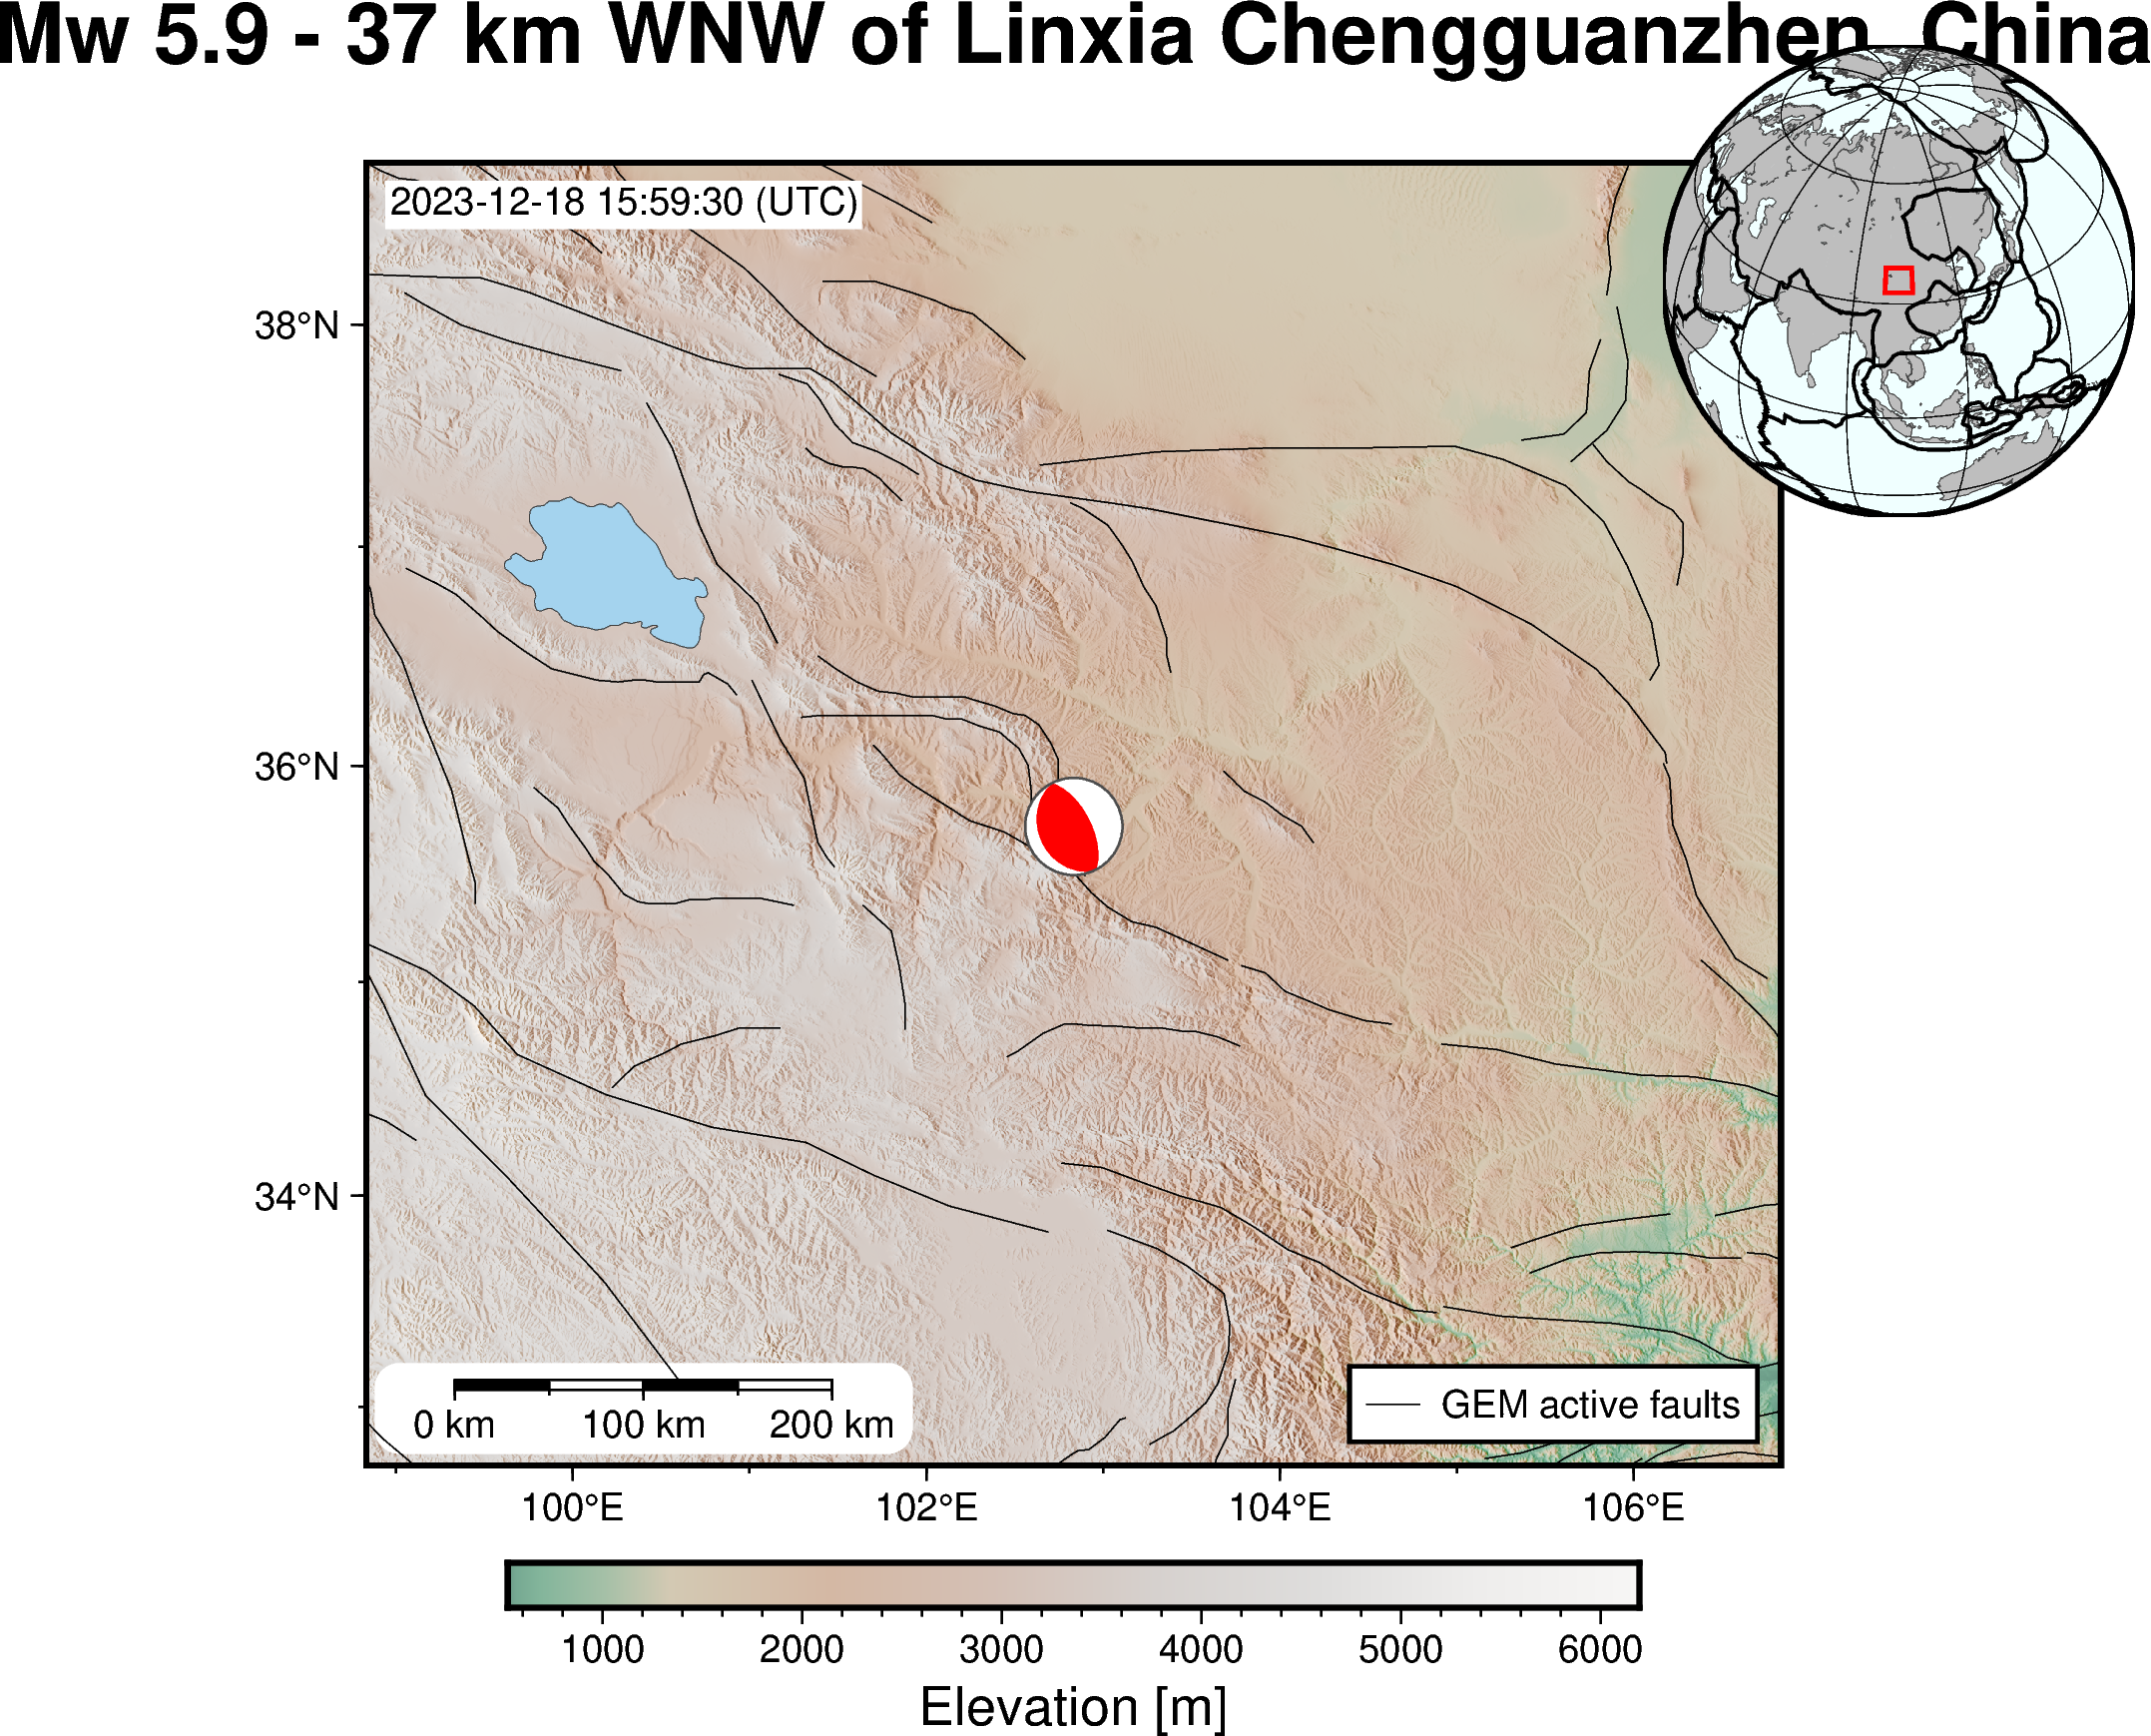 Mw 5.9 - 37 km WNW of Linxia Chengguanzhen, China
2023-12-18 15:59:30 (UTC)
38°N
36°N
34°N
0 km 100 km 200 km
GEM active faults
100°E 102°E 104°E 106°E
1000 2000 3000 4000 5000 6000
Elevation [m]